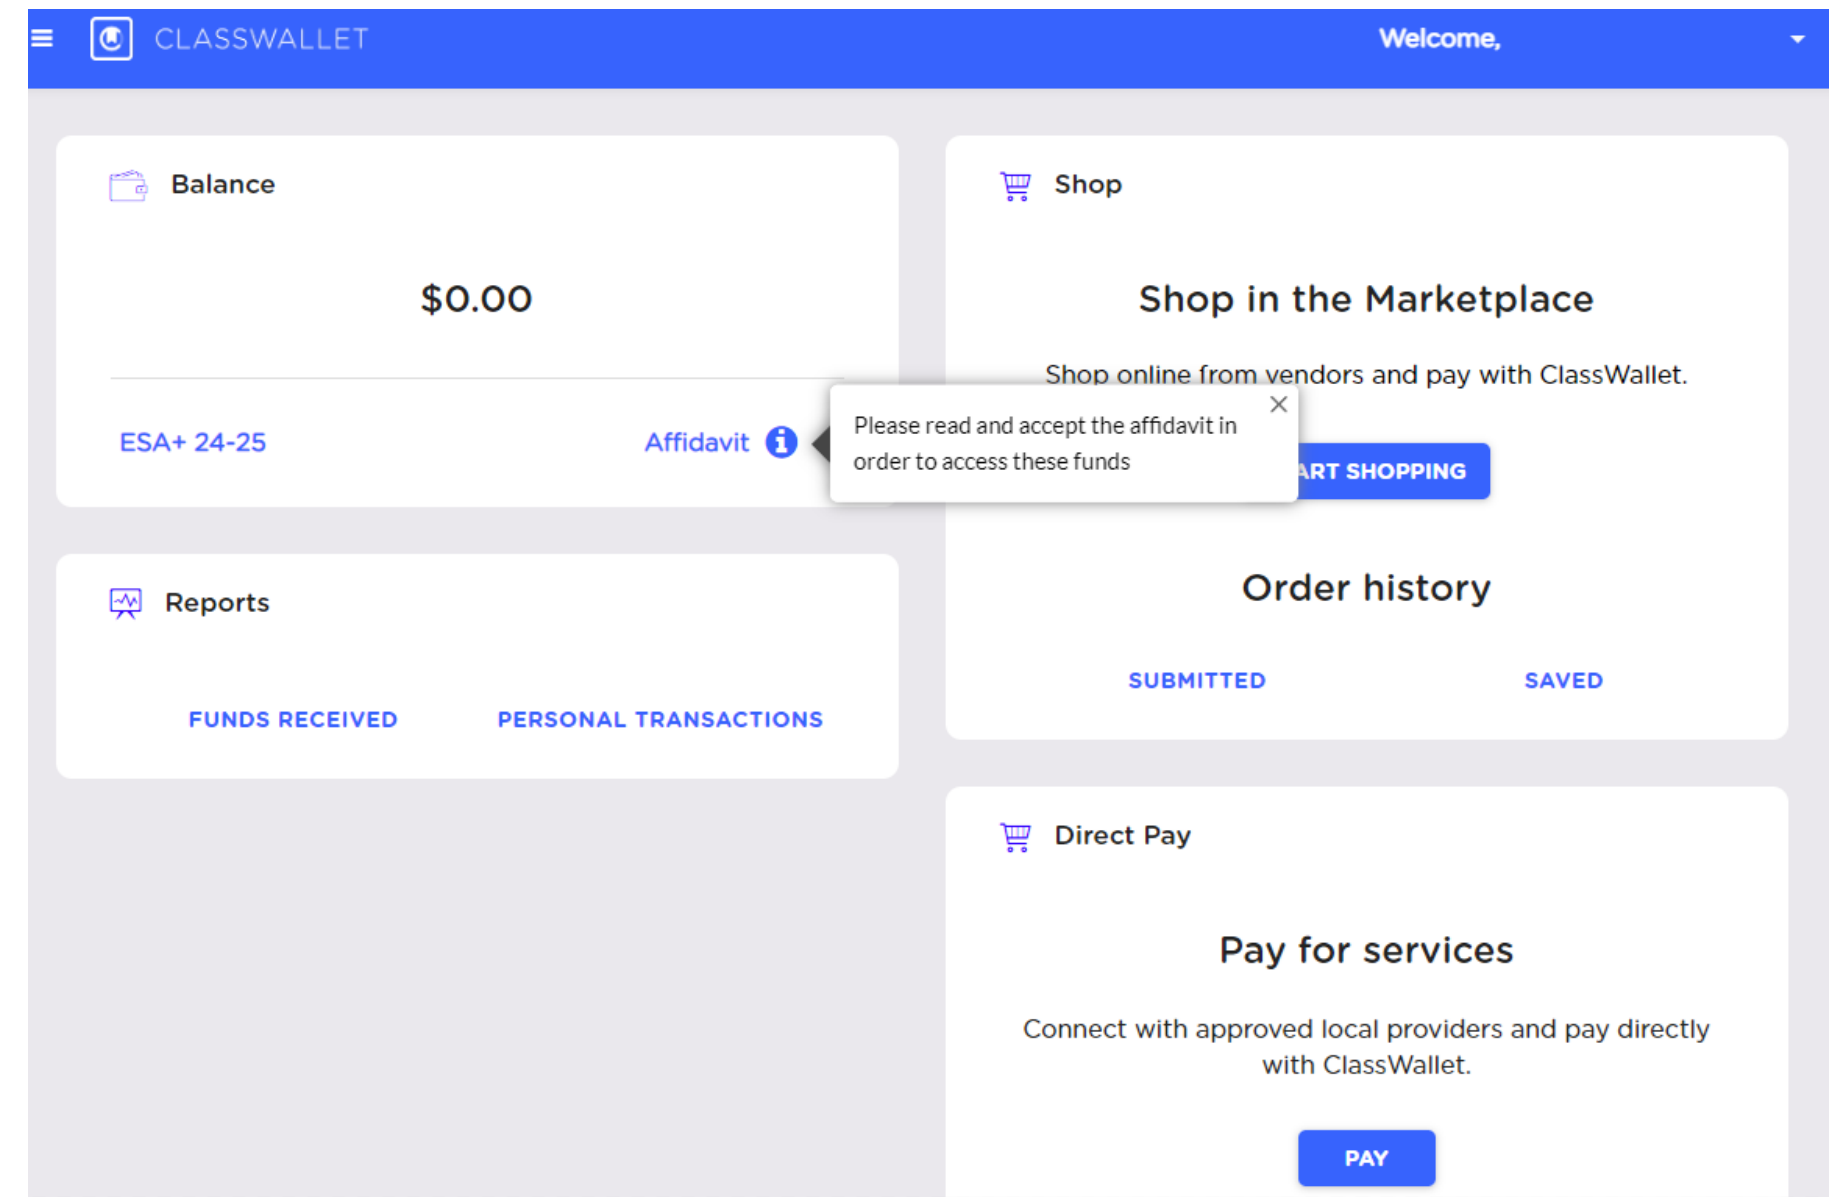 CLASSWALLET
Welcome,
Balance
$0.00
ESA+ 24-25
Affidavit
Please read and accept the affidavit in
order to access these funds
Reports
FUNDS RECEIVED
PERSONAL TRANSACTIONS
Shop
Shop in the Marketplace
Shop online from vendors and pay with ClassWallet.
ART SHOPPING
Order history
SUBMITTED
SAVED
Direct Pay
Pay for services
Connect with approved local providers and pay directly
with ClassWallet.
PAY